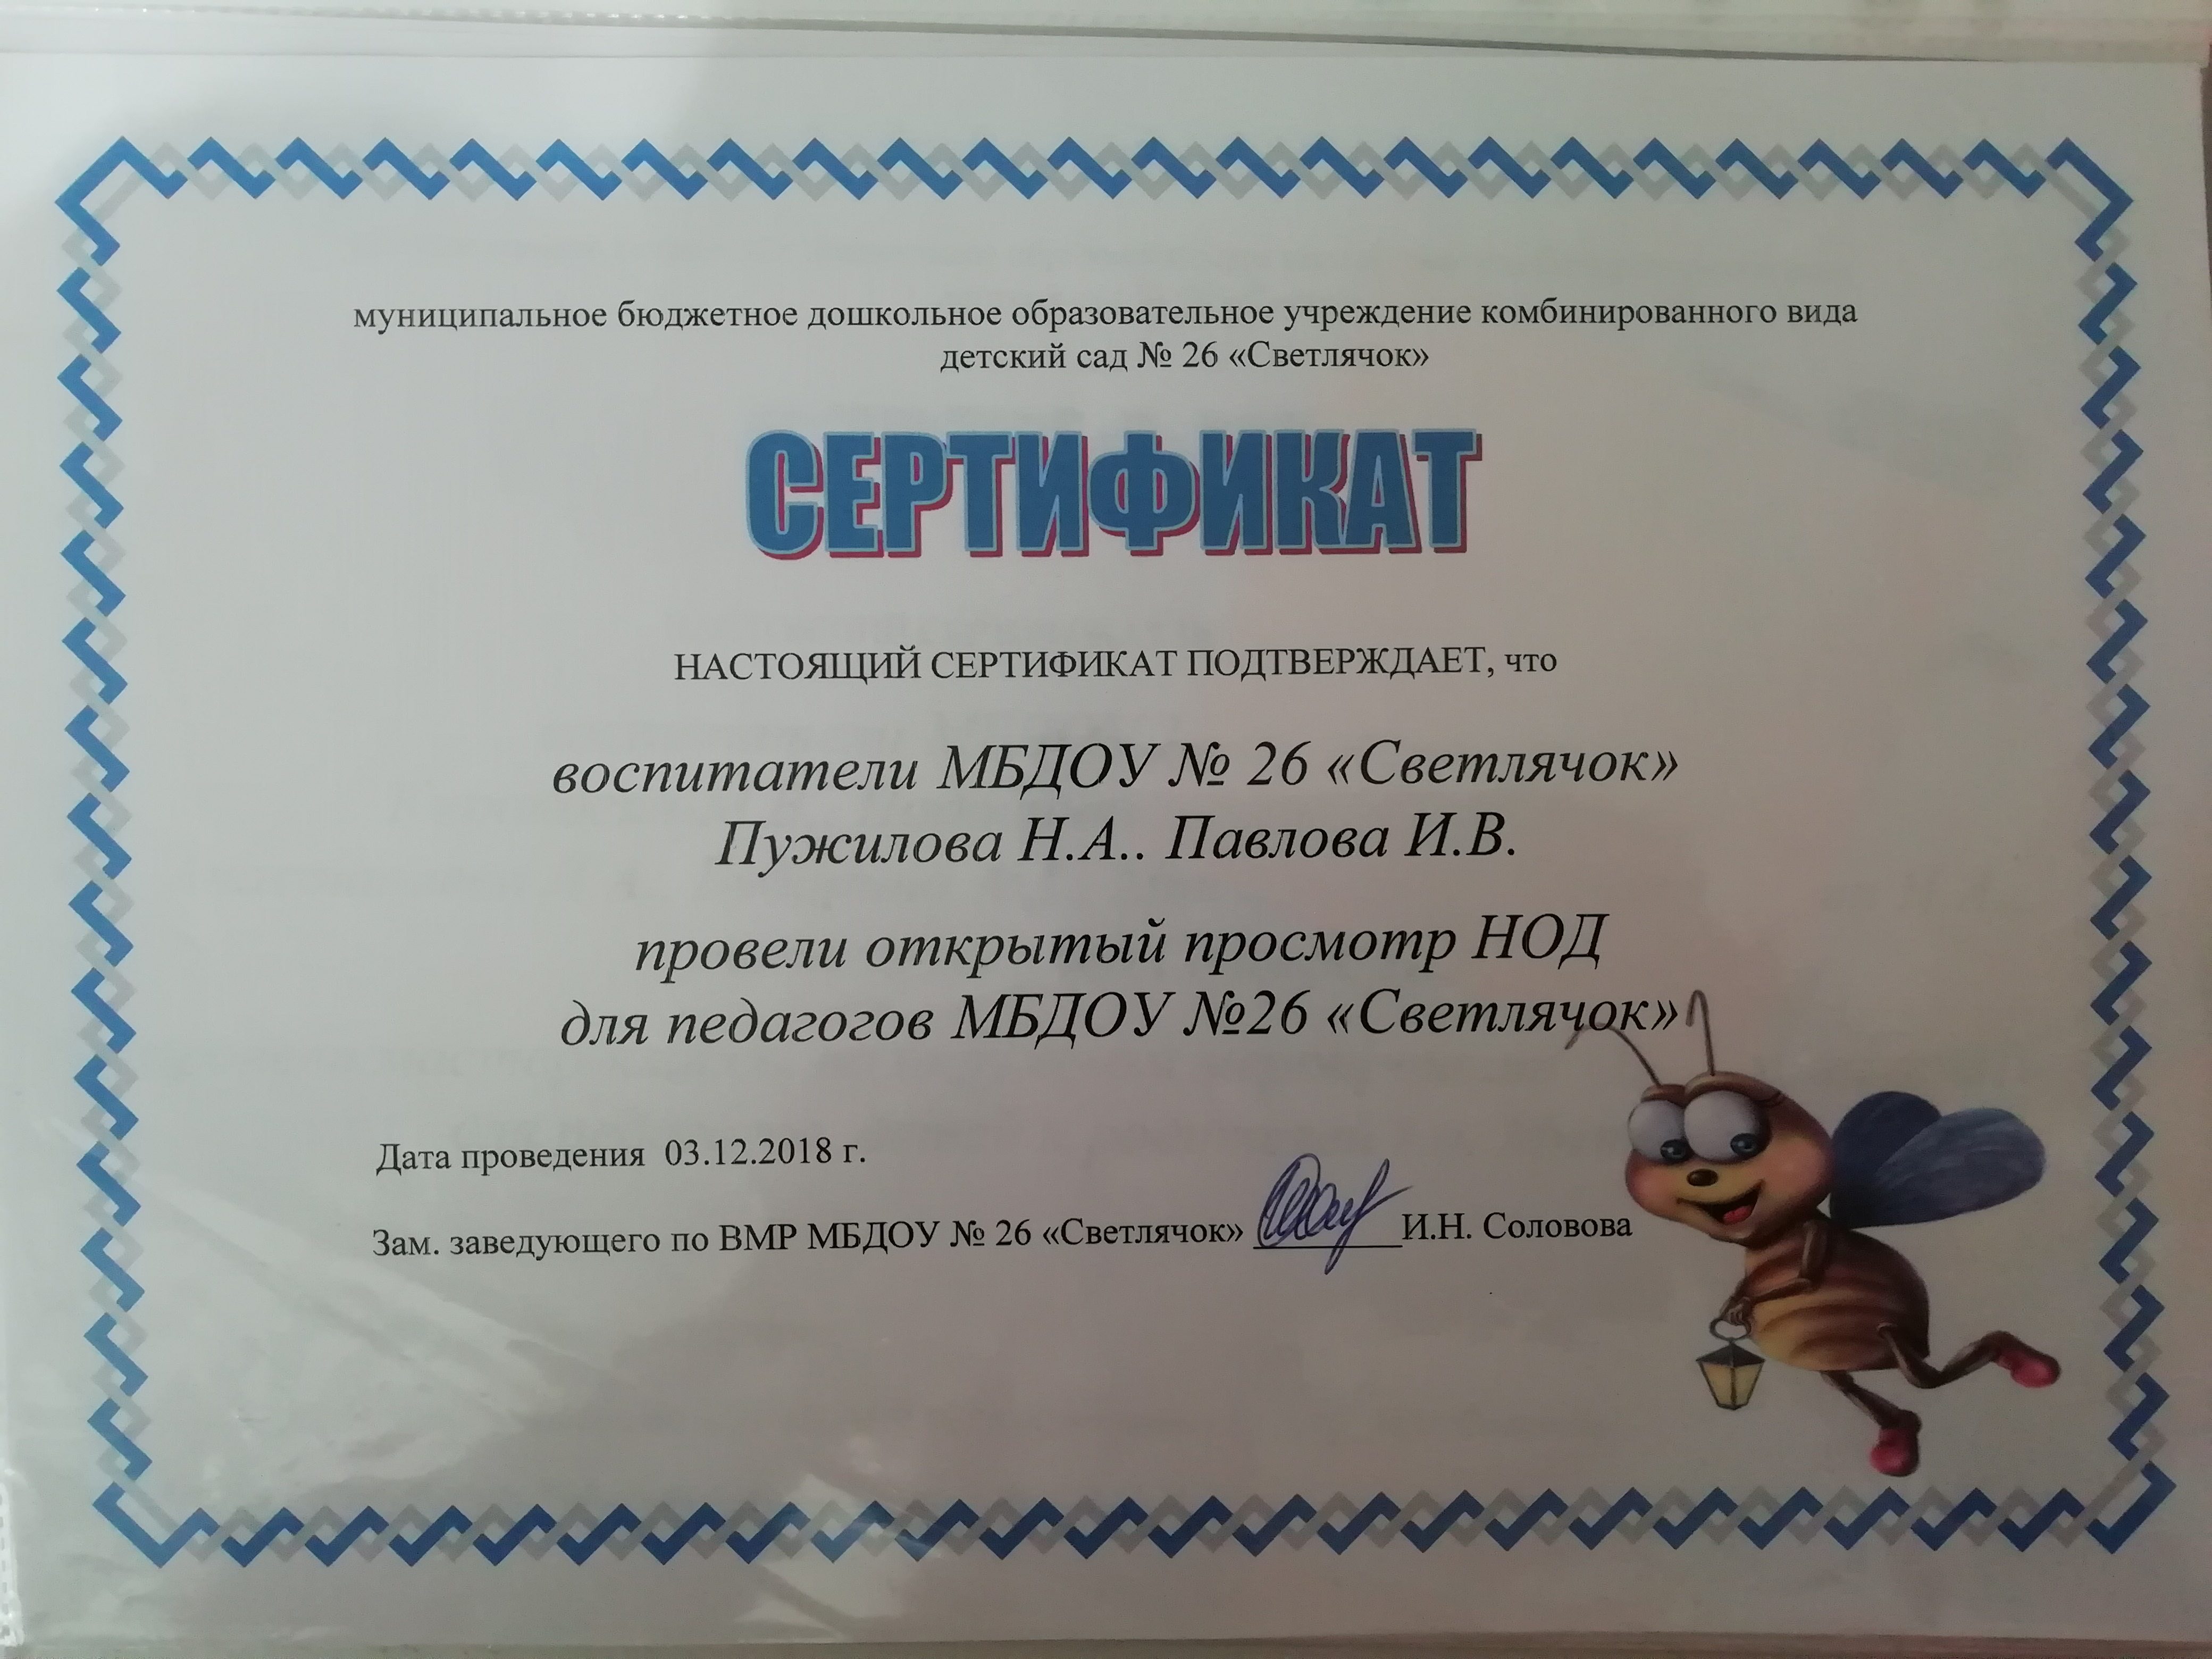 муниципальное бюджетное дошкольное образовательное учреждение комбинированного вида
детский сад № 26 «Светлячок»
СЕРТИФИКАТ
НАСТОЯЩИЙ СЕРТИФИКАТ ПОДТВЕРЖДАЕТ, что
воспитатели МБДОУ № 26 «Светлячок»
Пужилова Н.А.. Павлова И.В.
провели открытый просмотр НОД
для педагогов МБДОУ №26 «Светлячок»
Дата проведения 03.12.2018 г.
Зам. заведующего по ВМР МБДОУ № 26 «Светлячок» ________И.Н. Соловова